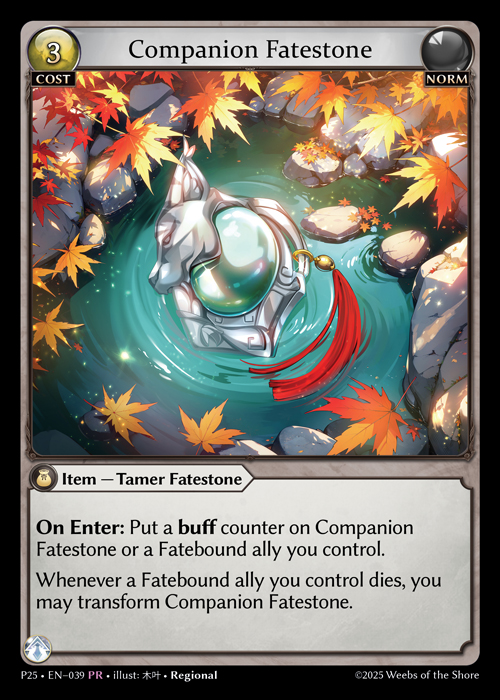 3
Companion Fatestone
COST
NORM
Item — Tamer Fatestone
On Enter: Put a buff counter on Companion
Fatestone or a Fatebound ally you control.
Whenever a Fatebound ally you control dies, you
may transform Companion Fatestone.
P25 • EN–039 PR • illust: 木叶 • Regional
©2025 Weebs of the Shore